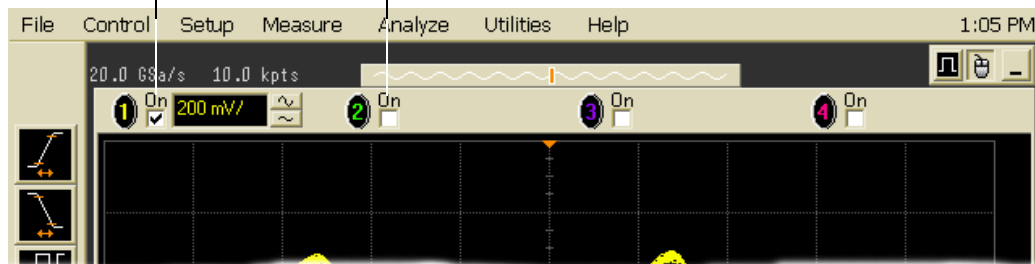 File Control Setup Measure Analyze Utilities Help 1:05 PM
20.0 GSa/s 10.0 kpts
1 On 200 mV/ 2 On 3 On 4 On